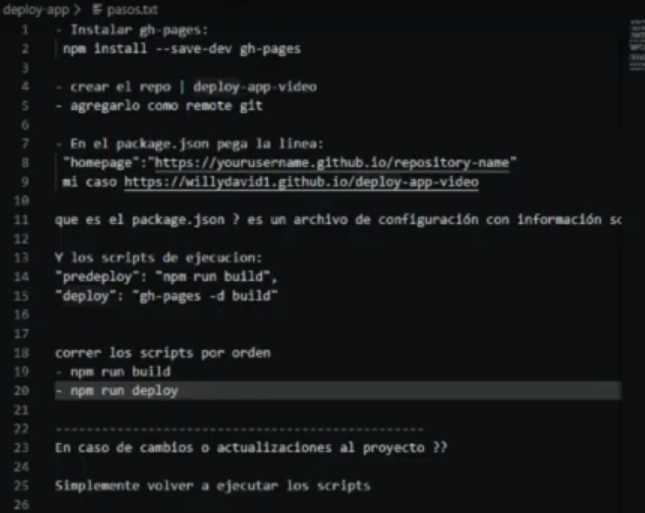 deploy-app > pasos.txt
1 - Instalar gh-pages:
2 npm install --save-dev gh-pages
3
4 - crear el repo | deploy-app-video
5 - agregarlo como remote git
6
7 - En el package.json pega la linea:
8 "homepage":"https://yourusername.github.io/repository-name"
9 mi caso https://willydavid1.github.io/deploy-app-video
10
11 que es el package.json ? es un archivo de configuración con información so
12
13 Y los scripts de ejecucion:
14 "predeploy": "npm run build",
15 "deploy": "gh-pages -d build"
16
17
18 correr los scripts por orden
19 - npm run build
20 - npm run deploy
21
22 -----------------------------------------------
23 En caso de cambios o actualizaciones al proyecto ??
24
25 Simplemente volver a ejecutar los scripts
26